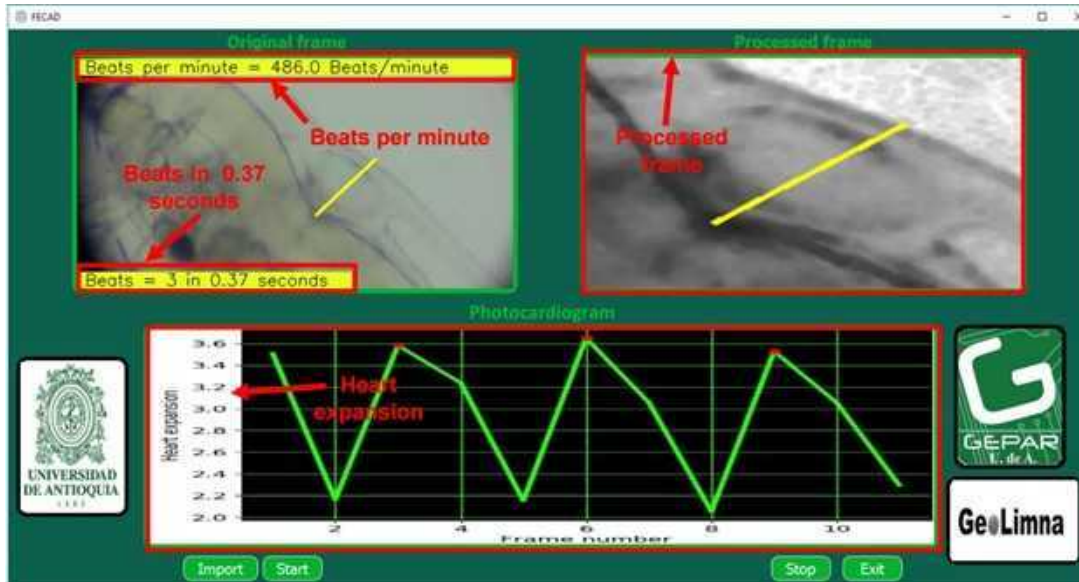 FECAD
Original frame
Processed frame
Beats per minute = 486.0 Beats/minute
Beats per minute
Processed
frame
Beats in 0.37
seconds
Beats = 3 in 0.37 seconds
Photocardiogram
3.6
3.4
3.2
3.0
2.8
2.6
2.4
2.2
2.0
Heart expansion
Heart
expansion
2 4 6 8 10
Frame number
UNIVERSIDAD
DE ANTIOQUIA
1803
GEPAR
U. de A.
GeoLimna
Import Start Stop Exit